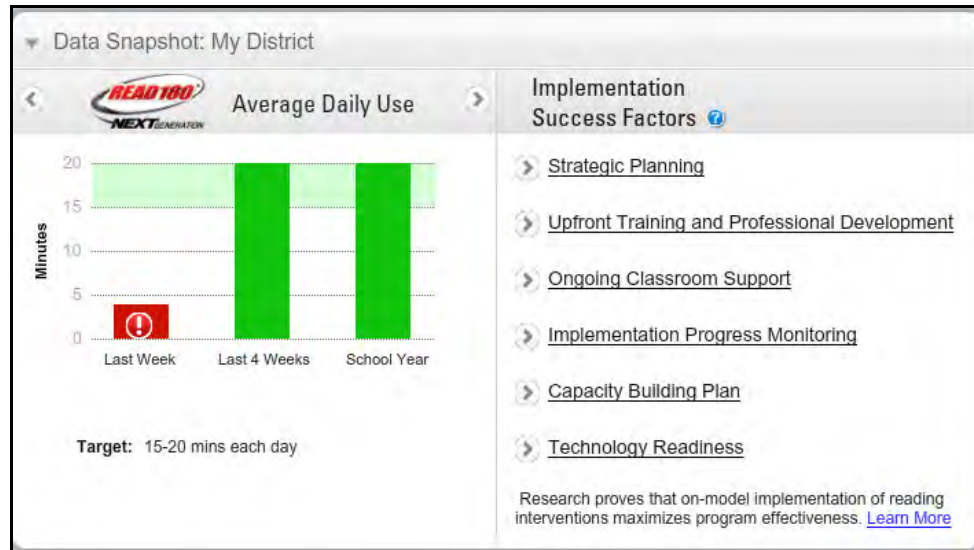 Data Snapshot: My District
READ 180
NEXT GENERATION
Average Daily Use
20
15
10
5
0
Minutes
Last Week
Last 4 Weeks
School Year
Target: 15-20 mins each day
Implementation
Success Factors ?
Strategic Planning
Upfront Training and Professional Development
Ongoing Classroom Support
Implementation Progress Monitoring
Capacity Building Plan
Technology Readiness
Research proves that on-model implementation of reading
interventions maximizes program effectiveness. Learn More